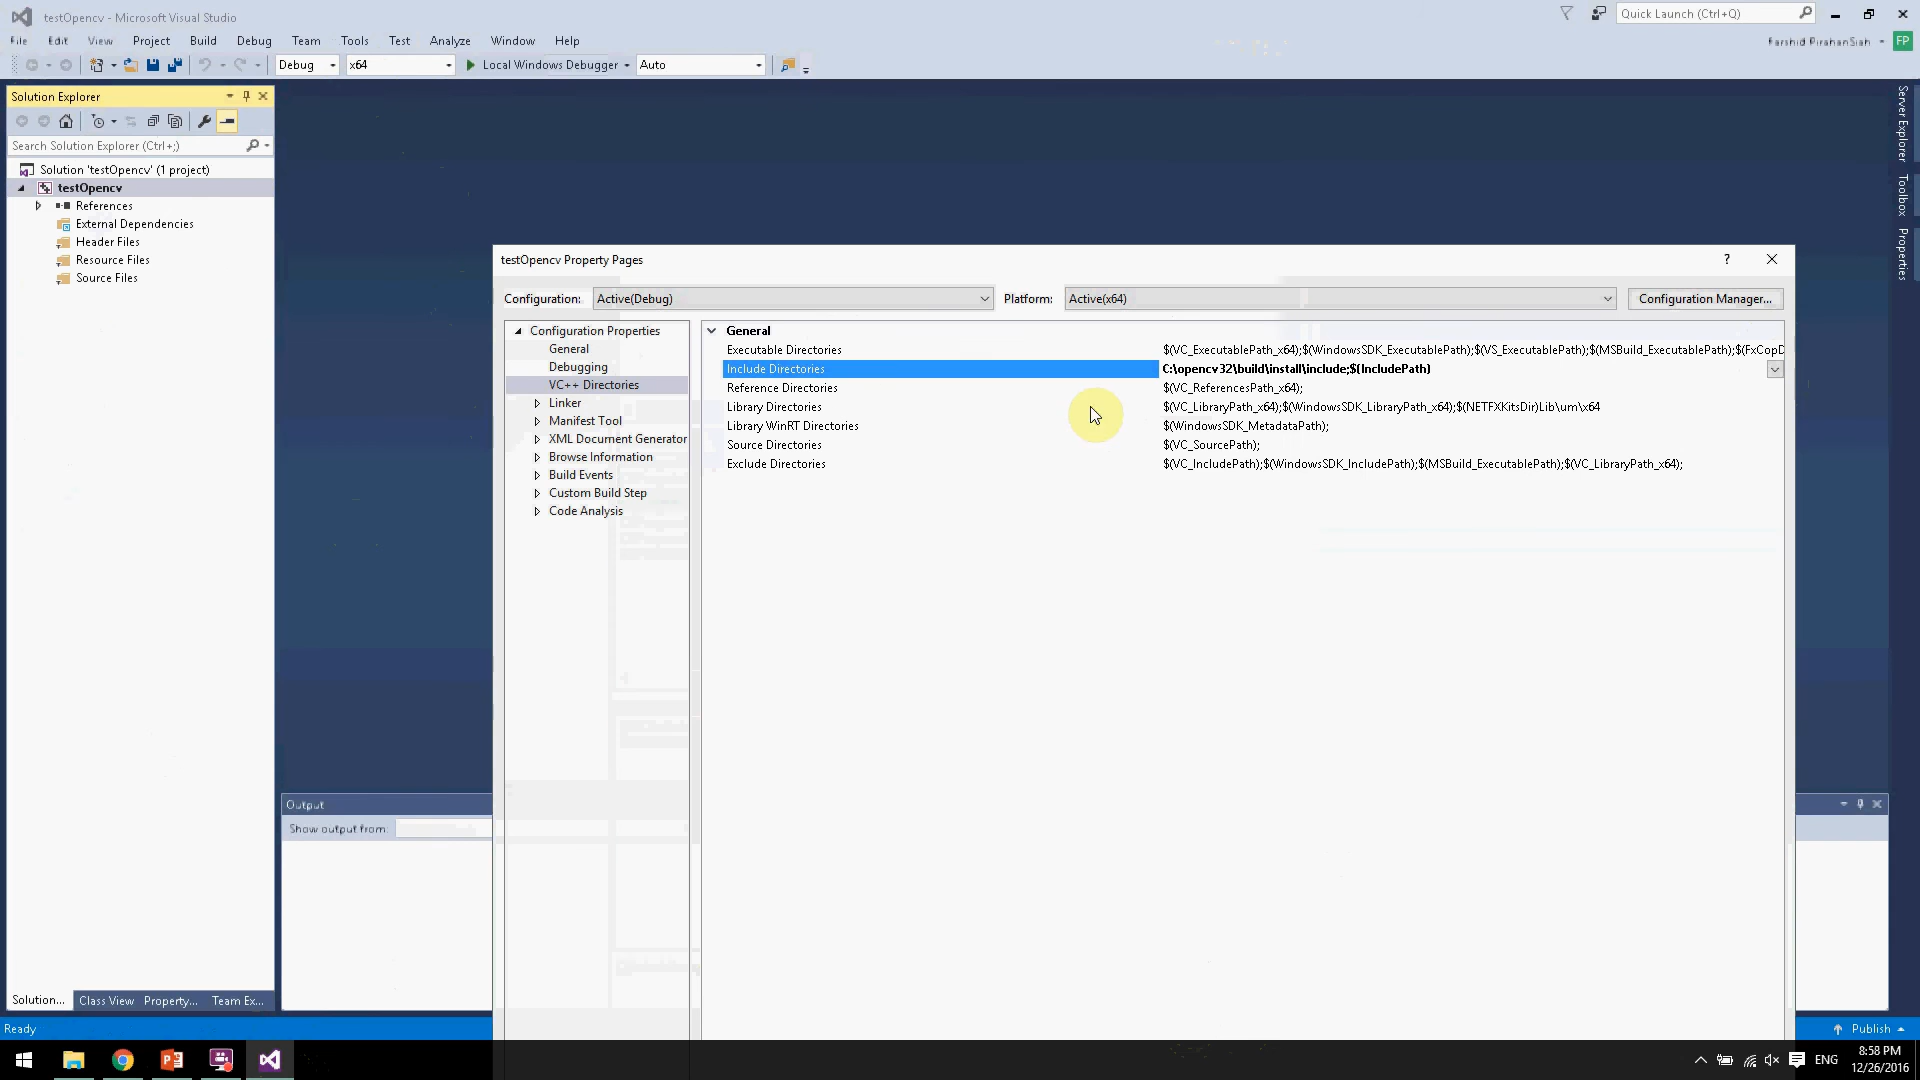 testOpencv - Microsoft Visual Studio
Quick Launch (Ctrl+Q)
File Edit View Project Build Debug Team Tools Test Analyze Window Help
Farshid PirahanSiah FP
Debug x64 Local Windows Debugger Auto
Solution Explorer
Search Solution Explorer (Ctrl+;)
Solution 'testOpencv' (1 project)
testOpencv
References
External Dependencies
Header Files
Resource Files
Source Files
Server Explorer
Toolbox
Properties
testOpencv Property Pages
?
Configuration: Active(Debug) Platform: Active(x64) Configuration Manager...
Configuration Properties
General
Debugging
VC++ Directories
Linker
Manifest Tool
XML Document Generator
Browse Information
Build Events
Custom Build Step
Code Analysis
General
Executable Directories $(VC_ExecutablePath_x64);$(WindowsSDK_ExecutablePath);$(VS_ExecutablePath);$(MSBuild_ExecutablePath);$(FxCopD
Include Directories C:\opencv32\build\install\include;$(IncludePath)
Reference Directories $(VC_ReferencesPath_x64);
Library Directories $(VC_LibraryPath_x64);$(WindowsSDK_LibraryPath_x64);$(NETFXKitsDir)Lib\um\x64
Library WinRT Directories $(WindowsSDK_MetadataPath);
Source Directories $(VC_SourcePath);
Exclude Directories $(VC_IncludePath);$(WindowsSDK_IncludePath);$(MSBuild_ExecutablePath);$(VC_LibraryPath_x64);
Output
Show output from:
Solution... Class View Property... Team Ex...
Ready
Publish
ENG
8:58 PM
12/26/2016